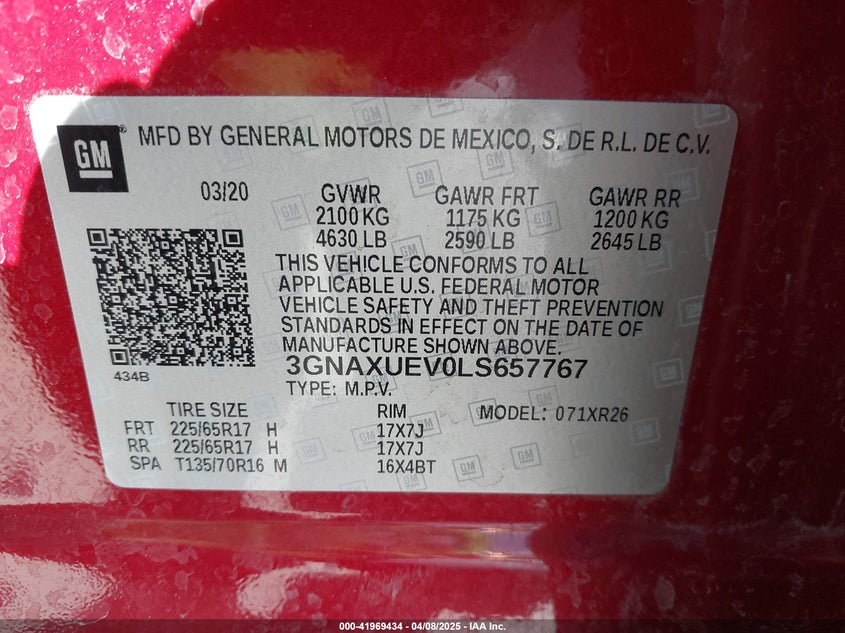 GM
MFD BY GENERAL MOTORS DE MEXICO, S. DE R.L. DE C.V.
03/20 GVWR GAWR FRT GAWR RR
2100 KG 1175 KG 1200 KG
4630 LB 2590 LB 2645 LB
THIS VEHICLE CONFORMS TO ALL
APPLICABLE U.S. FEDERAL MOTOR
VEHICLE SAFETY AND THEFT PREVENTION
STANDARDS IN EFFECT ON THE DATE OF
MANUFACTURE SHOWN ABOVE.
434B 3GNAXUEV0LS657767
TYPE: M.P.V.
TIRE SIZE RIM MODEL: 071XR26
FRT 225/65R17 H 17X7J
RR 225/65R17 H 17X7J
SPA T135/70R16 M 16X4BT
000-41969434 - 04/08/2025 - IAA Inc.